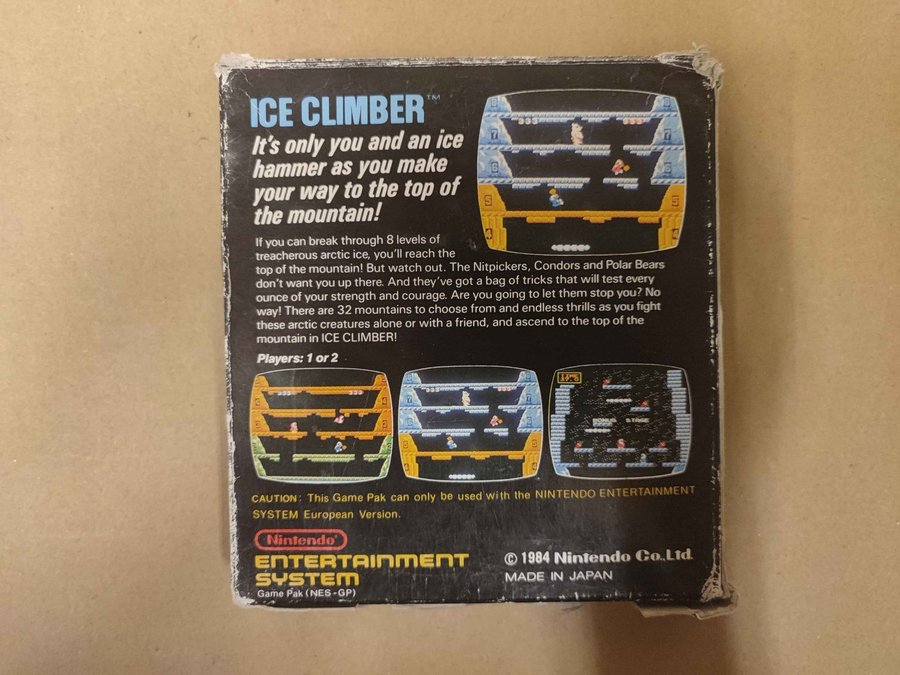 ICE CLIMBER™
It's only you and an ice
hammer as you make
your way to the top of
the mountain!
If you can break through 8 levels of
treacherous arctic ice, you'll reach the
top of the mountain! But watch out. The Nitpickers, Condors and Polar Bears
don't want you up there. And they've got a bag of tricks that will test every
ounce of your strength and courage. Are you going to let them stop you? No
way! There are 32 mountains to choose from and endless thrills as you fight
these arctic creatures alone or with a friend, and ascend to the top of the
mountain in ICE CLIMBER!
Players: 1 or 2
BONUS STAGE
CAUTION: This Game Pak can only be used with the NINTENDO ENTERTAINMENT
SYSTEM European Version.
Nintendo®
ENTERTAINMENT
SYSTEM
Game Pak (NES-GP)
© 1984 Nintendo Co., Ltd.
MADE IN JAPAN